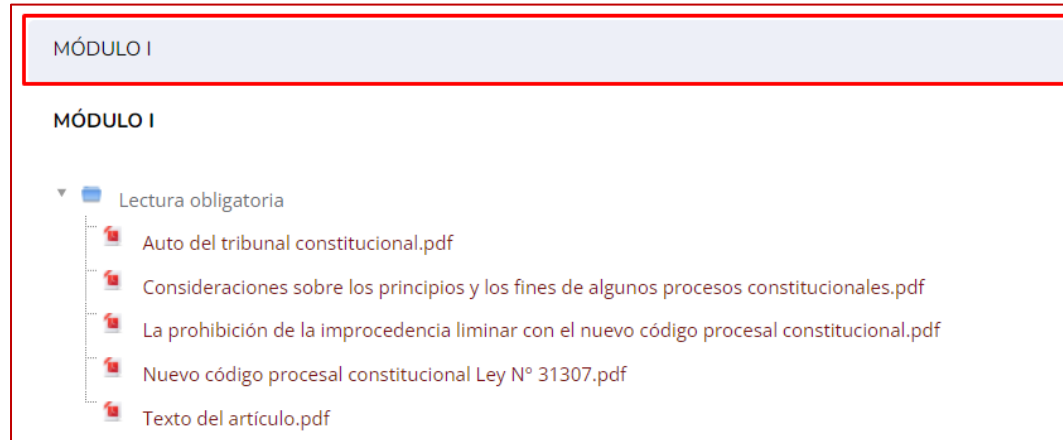 MÓDULO I
MÓDULO I
Lectura obligatoria
Auto del tribunal constitucional.pdf
Consideraciones sobre los principios y los fines de algunos procesos constitucionales.pdf
La prohibición de la improcedencia liminar con el nuevo código procesal constitucional.pdf
Nuevo código procesal constitucional Ley Nº 31307.pdf
Texto del artículo.pdf